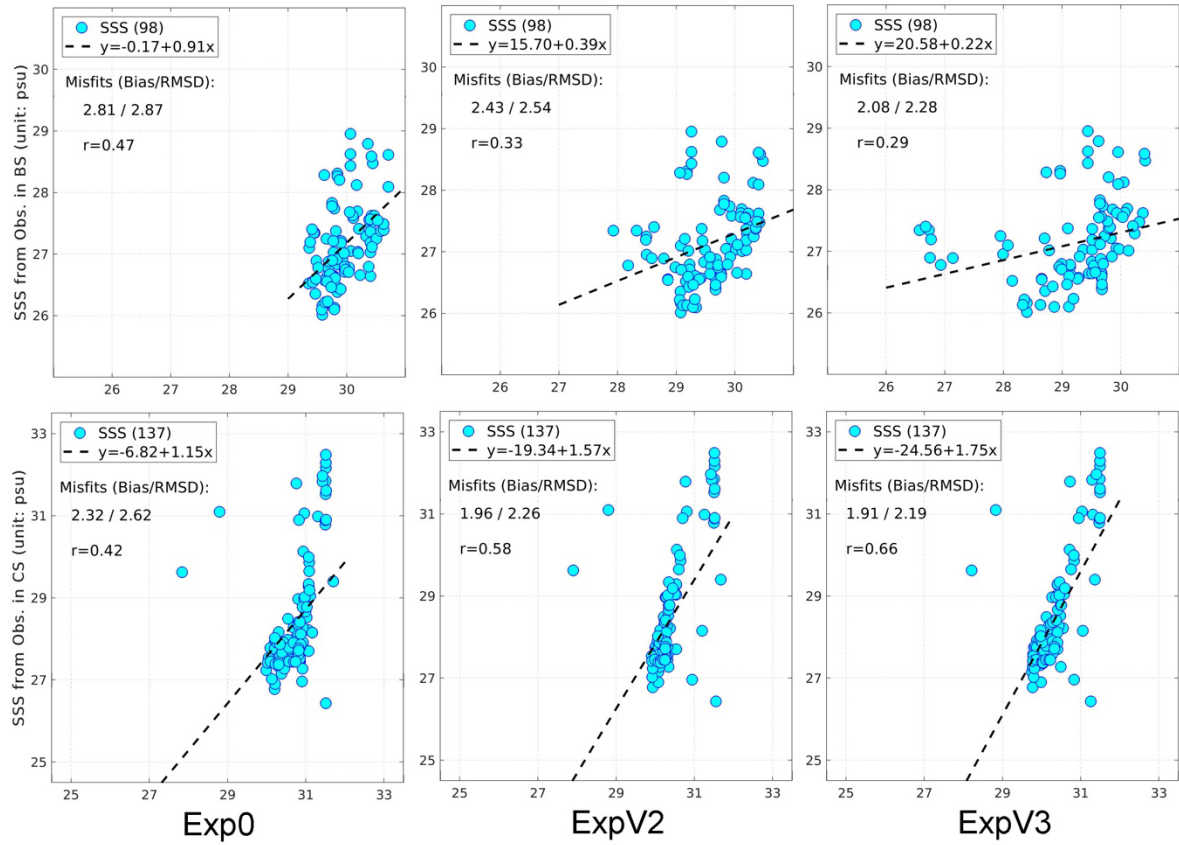 SSS (98)
y=-0.17+0.91x
Misfits (Bias/RMSD):
2.81 / 2.87
r=0.47
30
29
28
27
26
26 27 28 29 30
SSS from Obs. in BS (unit: psu)
SSS (98)
y=15.70+0.39x
Misfits (Bias/RMSD):
2.43 / 2.54
r=0.33
30
29
28
27
26
26 27 28 29 30
SSS (98)
y=20.58+0.22x
Misfits (Bias/RMSD):
2.08 / 2.28
r=0.29
30
29
28
27
26
26 27 28 29 30
SSS (137)
y=-6.82+1.15x
Misfits (Bias/RMSD):
2.32 / 2.62
r=0.42
33
31
29
27
25
25 27 29 31 33
SSS from Obs. in CS (unit: psu)
SSS (137)
y=-19.34+1.57x
Misfits (Bias/RMSD):
1.96 / 2.26
r=0.58
33
31
29
27
25
25 27 29 31 33
SSS (137)
y=-24.56+1.75x
Misfits (Bias/RMSD):
1.91 / 2.19
r=0.66
33
31
29
27
25
25 27 29 31 33
Exp0 ExpV2 ExpV3